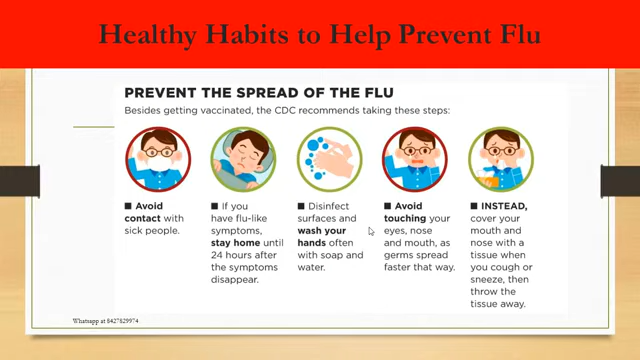 Healthy Habits to Help Prevent Flu
PREVENT THE SPREAD OF THE FLU
Besides getting vaccinated, the CDC recommends taking these steps:
■ Avoid
contact with
sick people.
■ If you
have flu-like
symptoms,
stay home until
24 hours after
the symptoms
disappear.
■ Disinfect
surfaces and
wash your
hands often
with soap and
water.
■ Avoid
touching your
eyes, nose
and mouth, as
germs spread
faster that way.
■ INSTEAD,
cover your
mouth and
nose with a
tissue when
you cough or
sneeze, then
throw the
tissue away.
Whatsapp at 8427829974